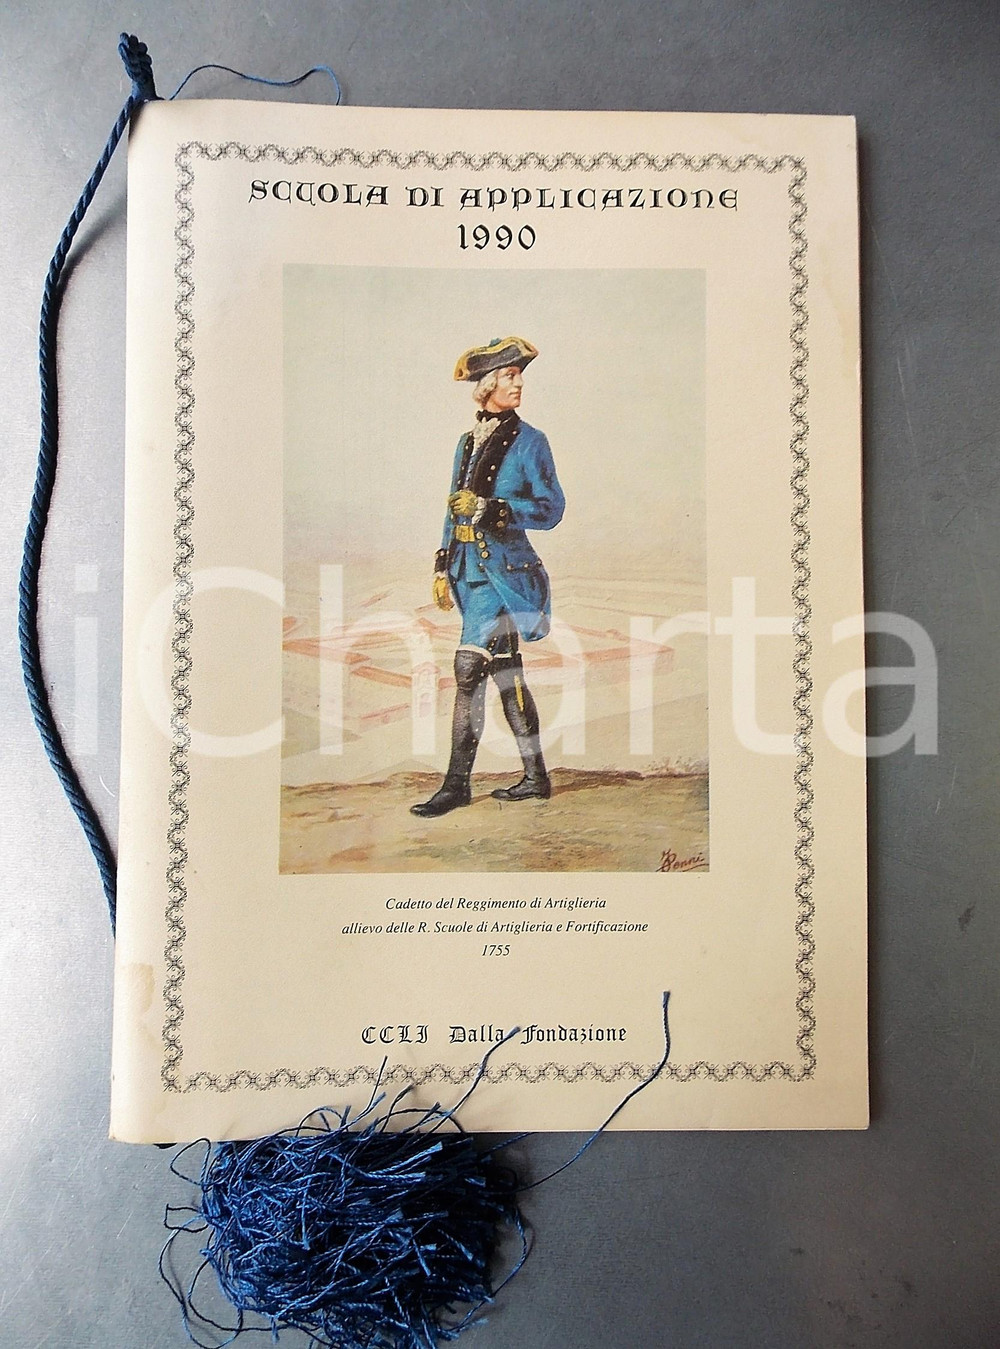 SCUOLA DI APPLICAZIONE
1990
Cadetto del Reggimento di Artiglieria
allievo delle R. Scuole di Artiglieria e Fortificazione
1755
CCLI Dalla Fondazione
iCharta